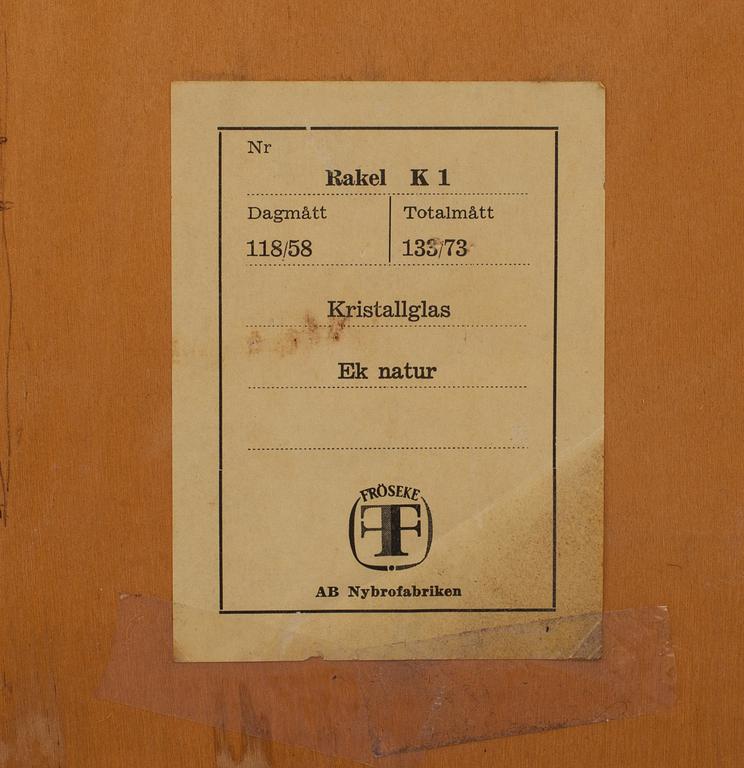 Nr
Rakel K 1
Dagmått Totalmått
118/58 133/73
Kristallglas
Ek natur
FRÖSEKE
F
AB Nybrofabriken